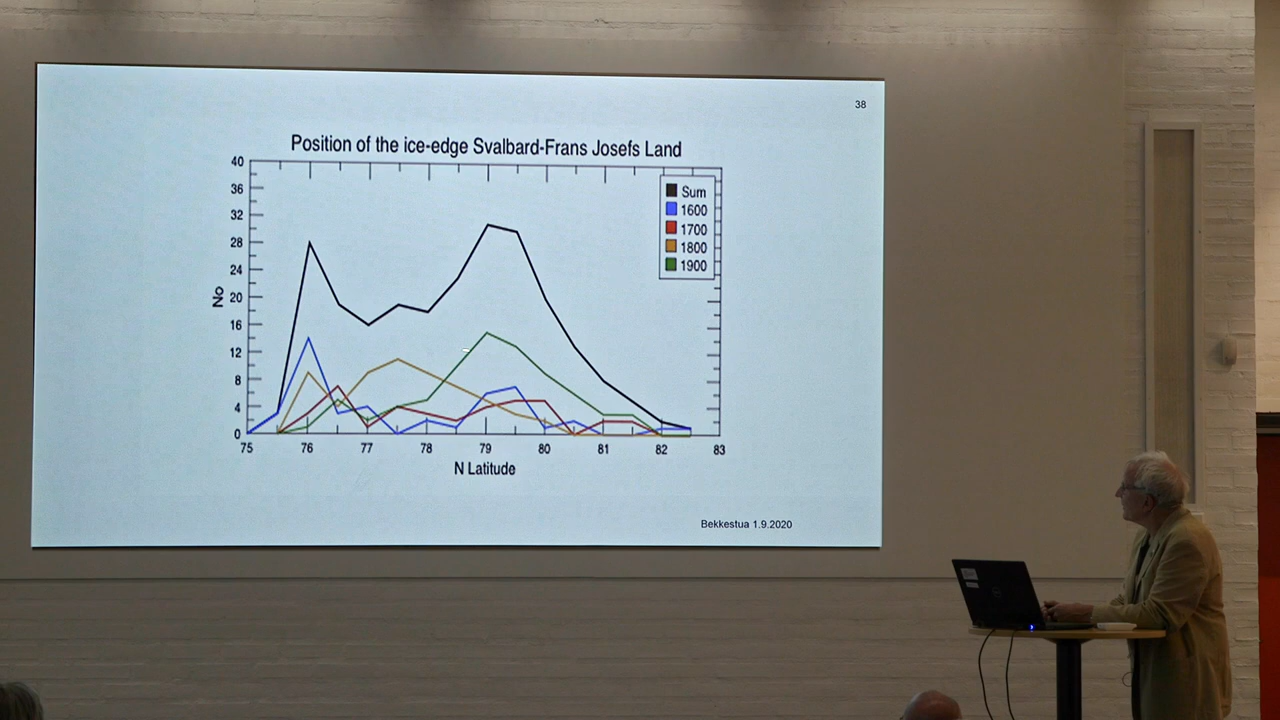 38
Position of the ice-edge Svalbard-Frans Josefs Land
40
36
32
28
24
20
16
12
8
4
0
No
Sum
1600
1700
1800
1900
75 76 77 78 79 80 81 82 83
N Latitude
Bekkestua 1.9.2020